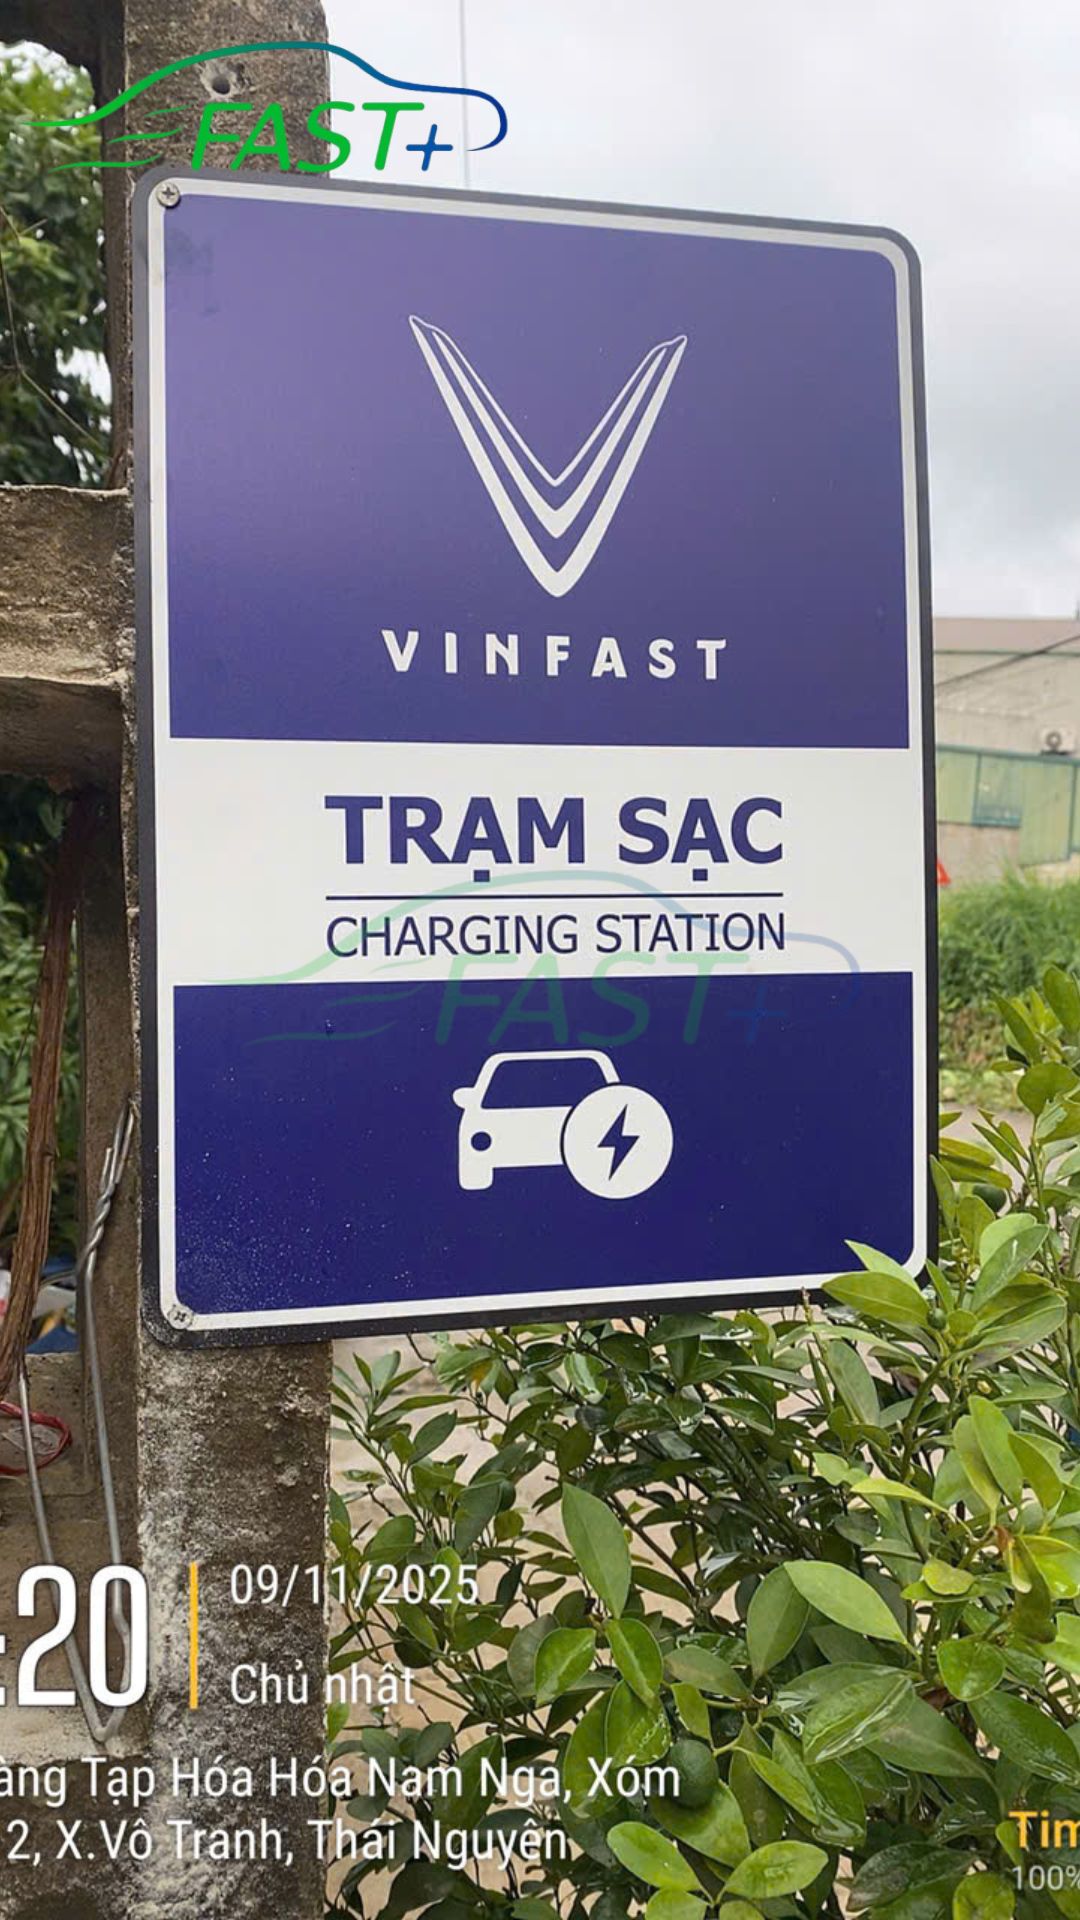 FAST+
VINFAST
TRẠM SẠC
CHARGING STATION
FAST+
:20
09/11/2025
Chủ nhật
àng Tạp Hóa Hóa Nam Nga, Xóm
2, X.Vô Tranh, Thái Nguyên
Tim
100%